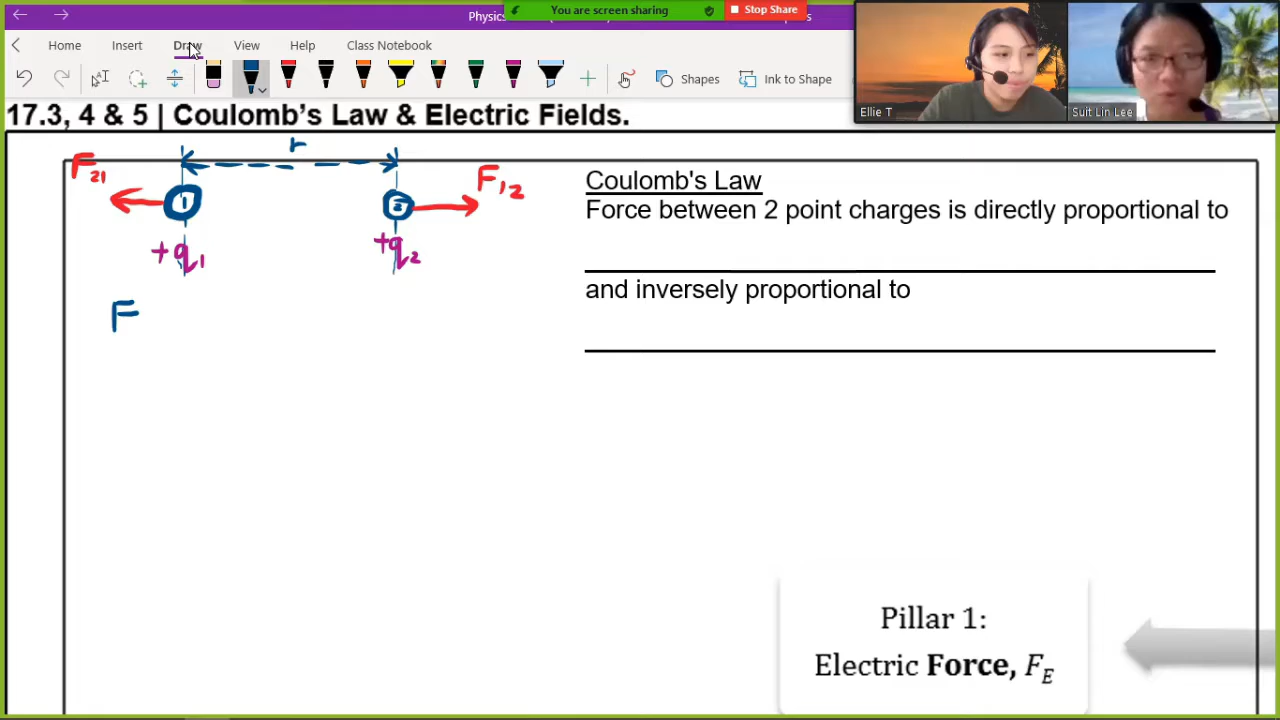 You are screen sharing
Stop Share
Physics
Home Insert Draw View Help Class Notebook
Shapes Ink to Shape
Ellie T
Suit Lin Lee
17.3, 4 & 5 | Coulomb's Law & Electric Fields.
r
F21
F12
1
2
+q1
+q2
F
Coulomb's Law
Force between 2 point charges is directly proportional to
and inversely proportional to
Pillar 1:
Electric Force, FE